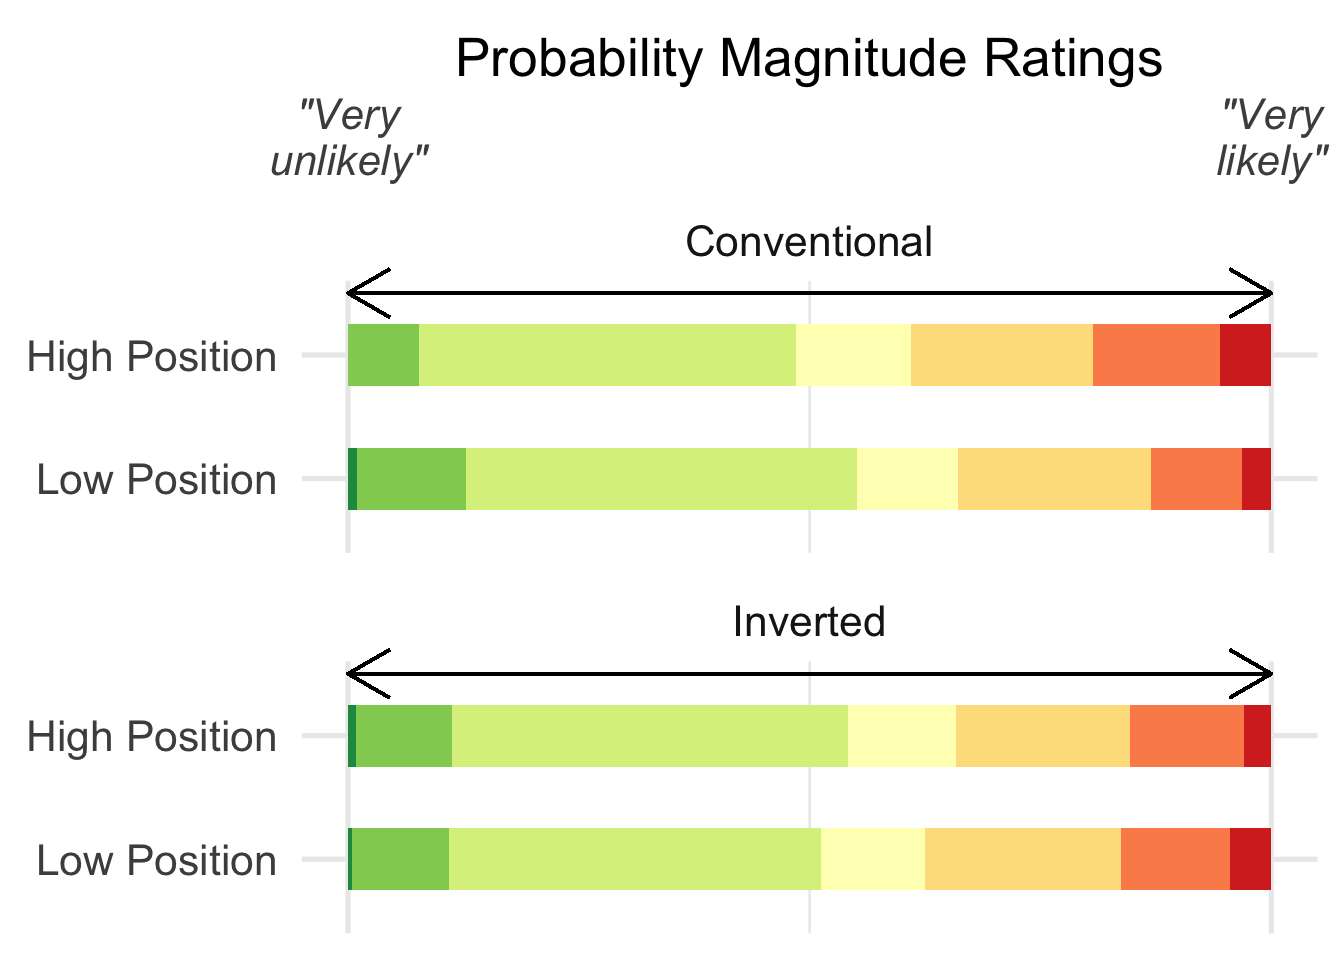 Probability Magnitude Ratings
"Very
unlikely"
"Very
likely"
Conventional
High Position
Low Position
Inverted
High Position
Low Position